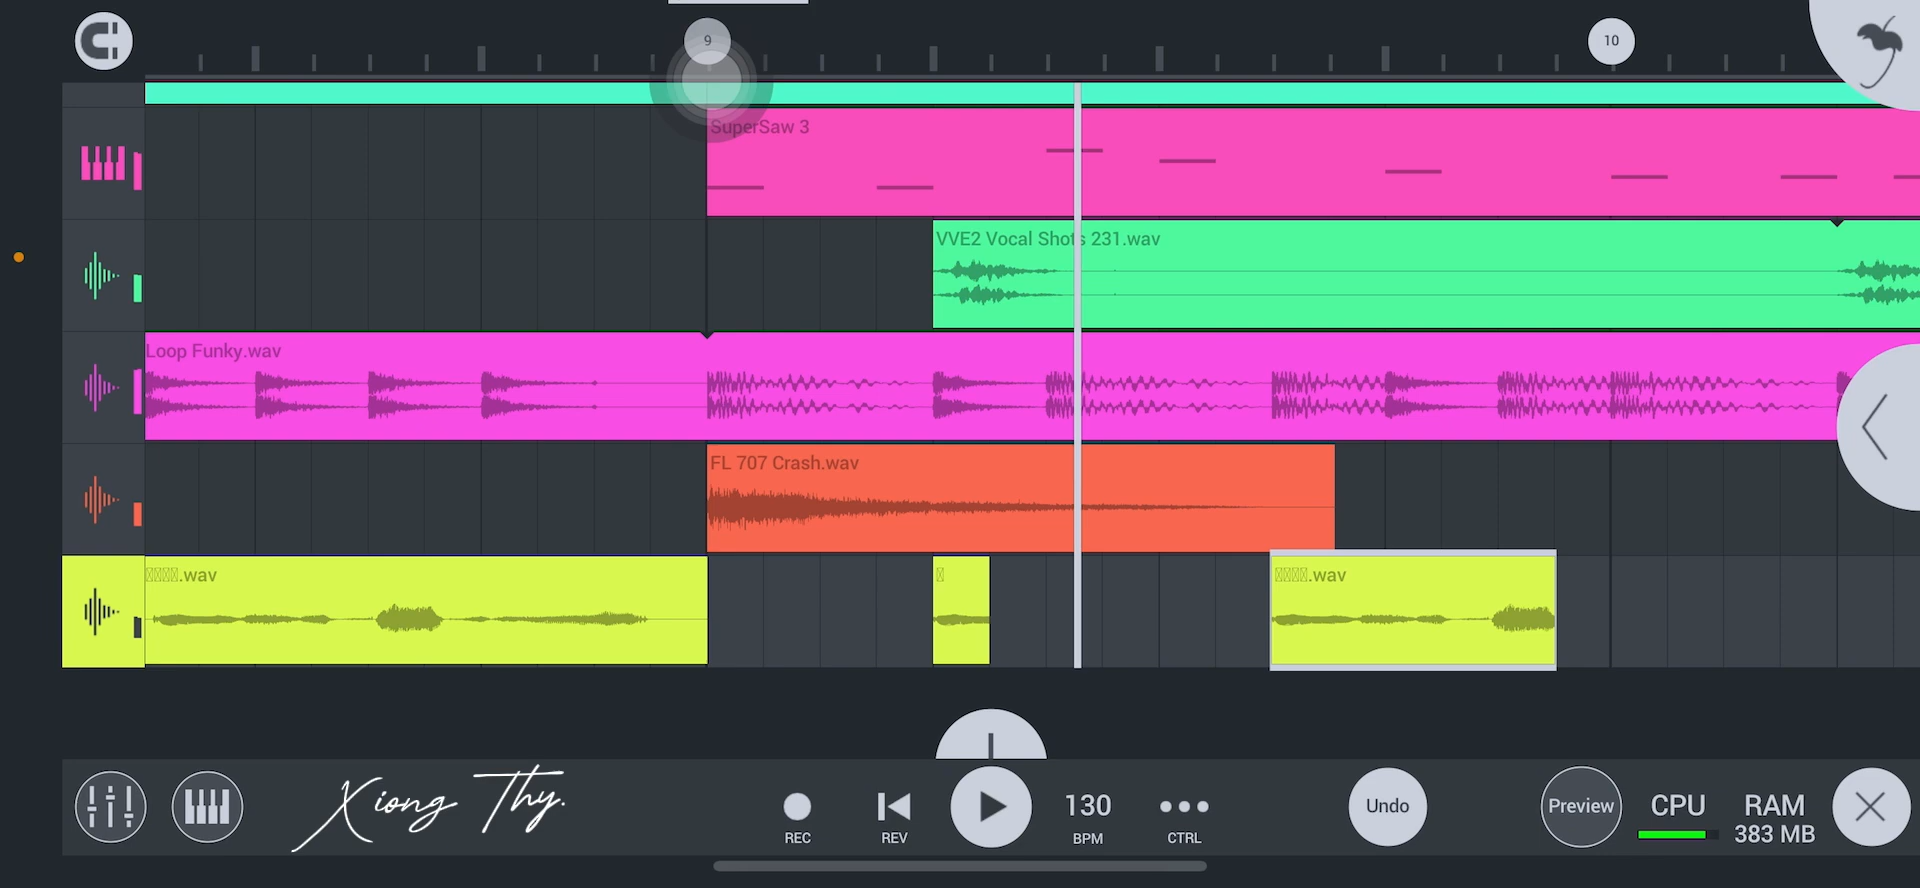 9
10
SuperSaw 3
VVE2 Vocal Shots 231.wav
Loop Funky.wav
FL 707 Crash.wav
.wav
.wav
Xiong Thy.
REC
REV
130
BPM
CTRL
Undo
Preview
CPU
RAM
383 MB